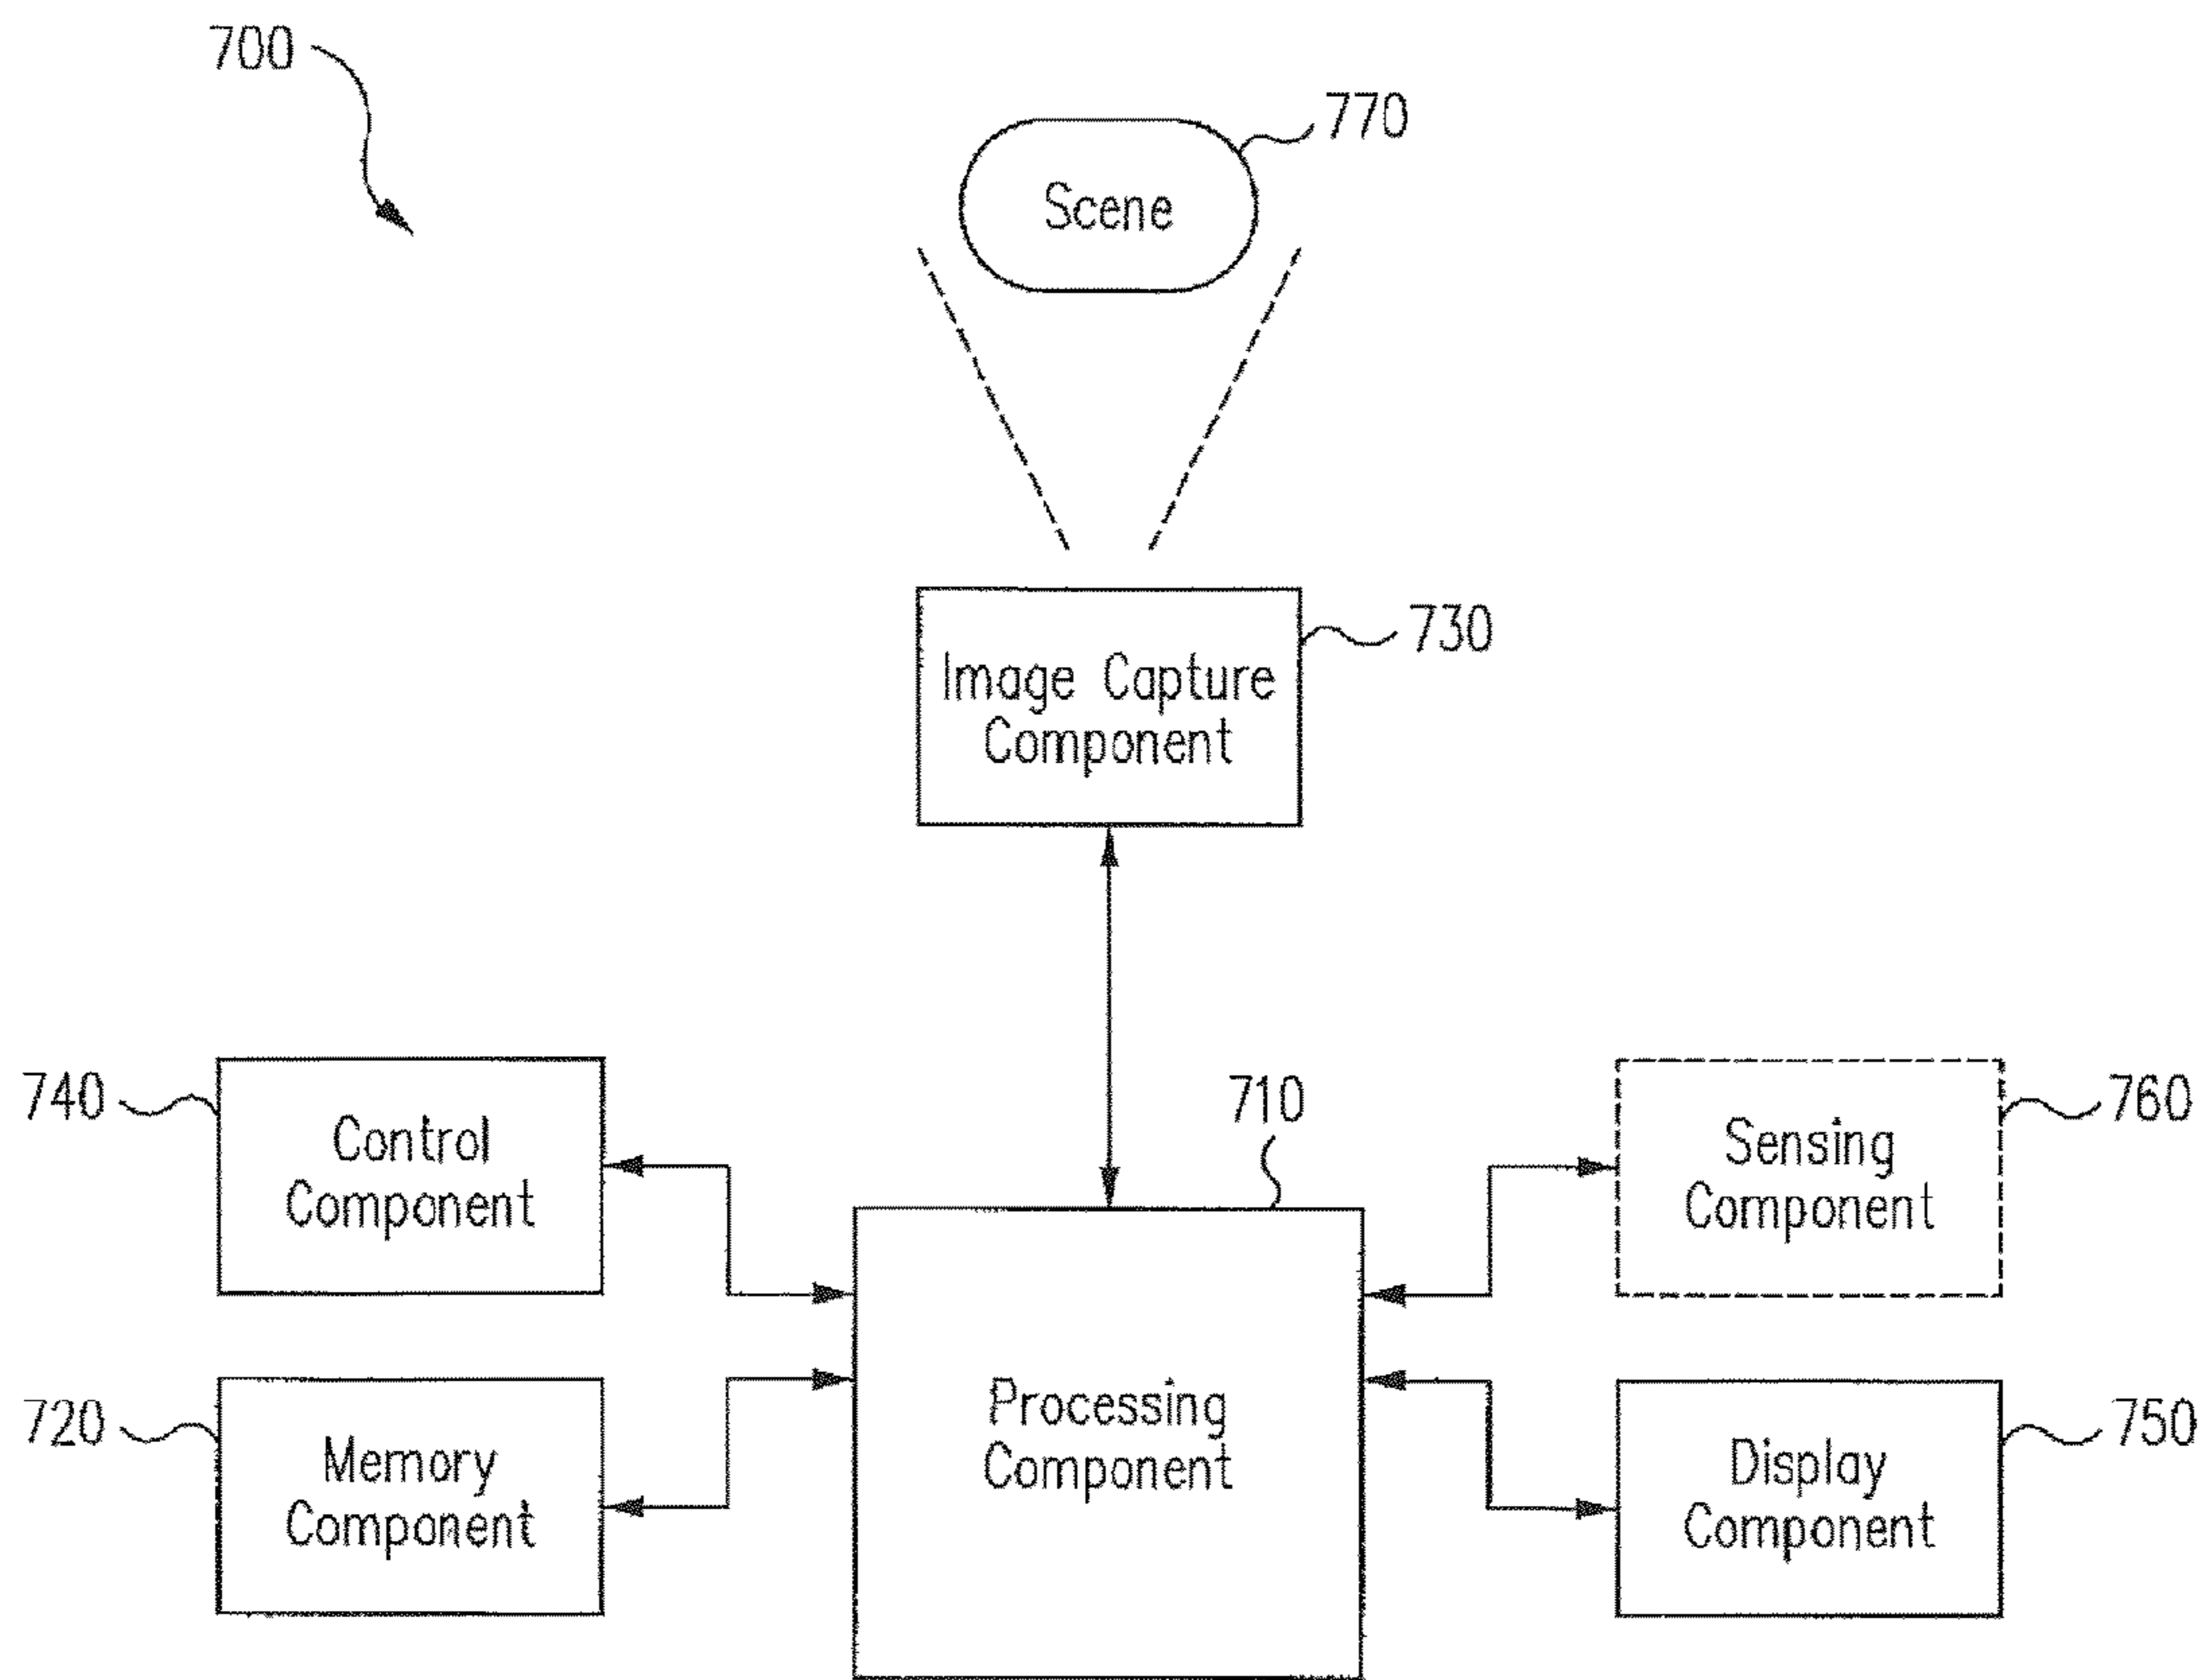 700
770
Scene
730
Image Capture
Component
740
Control
Component
710
760
Sensing
Component
720
Memory
Component
Processing
Component
750
Display
Component